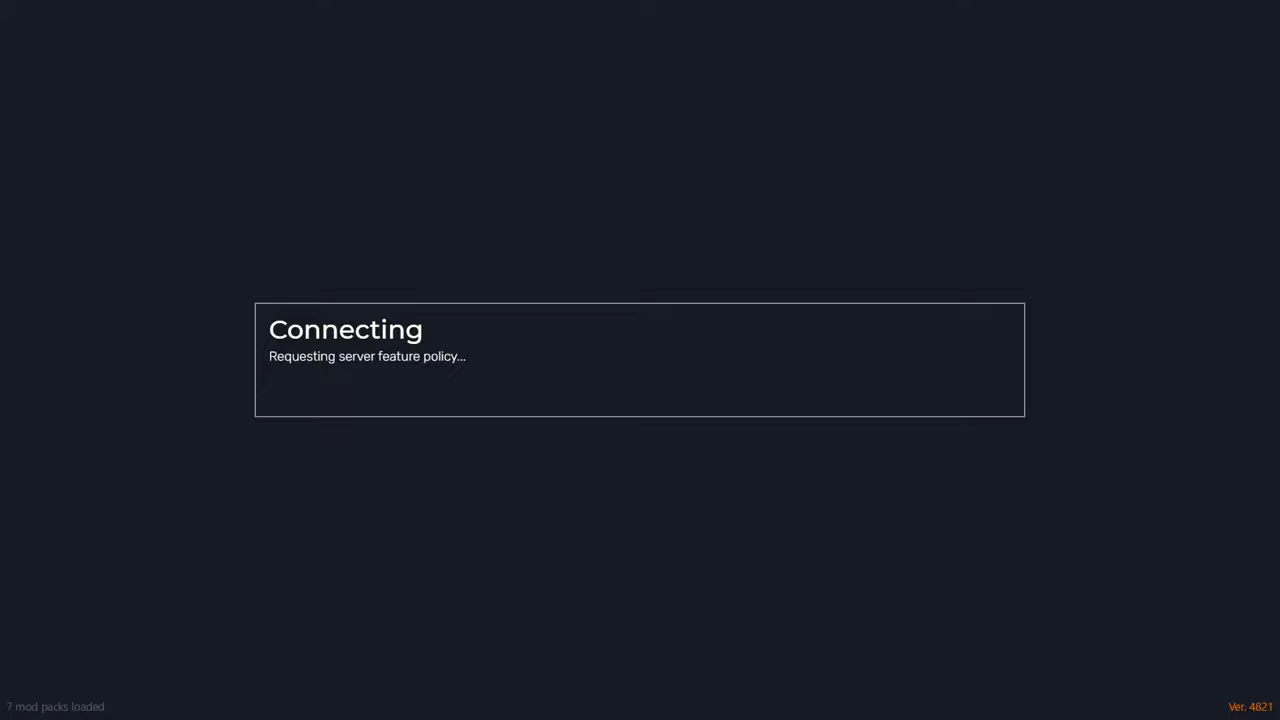 Connecting
Requesting server feature policy...
7 mod packs loaded
Ver. 4821